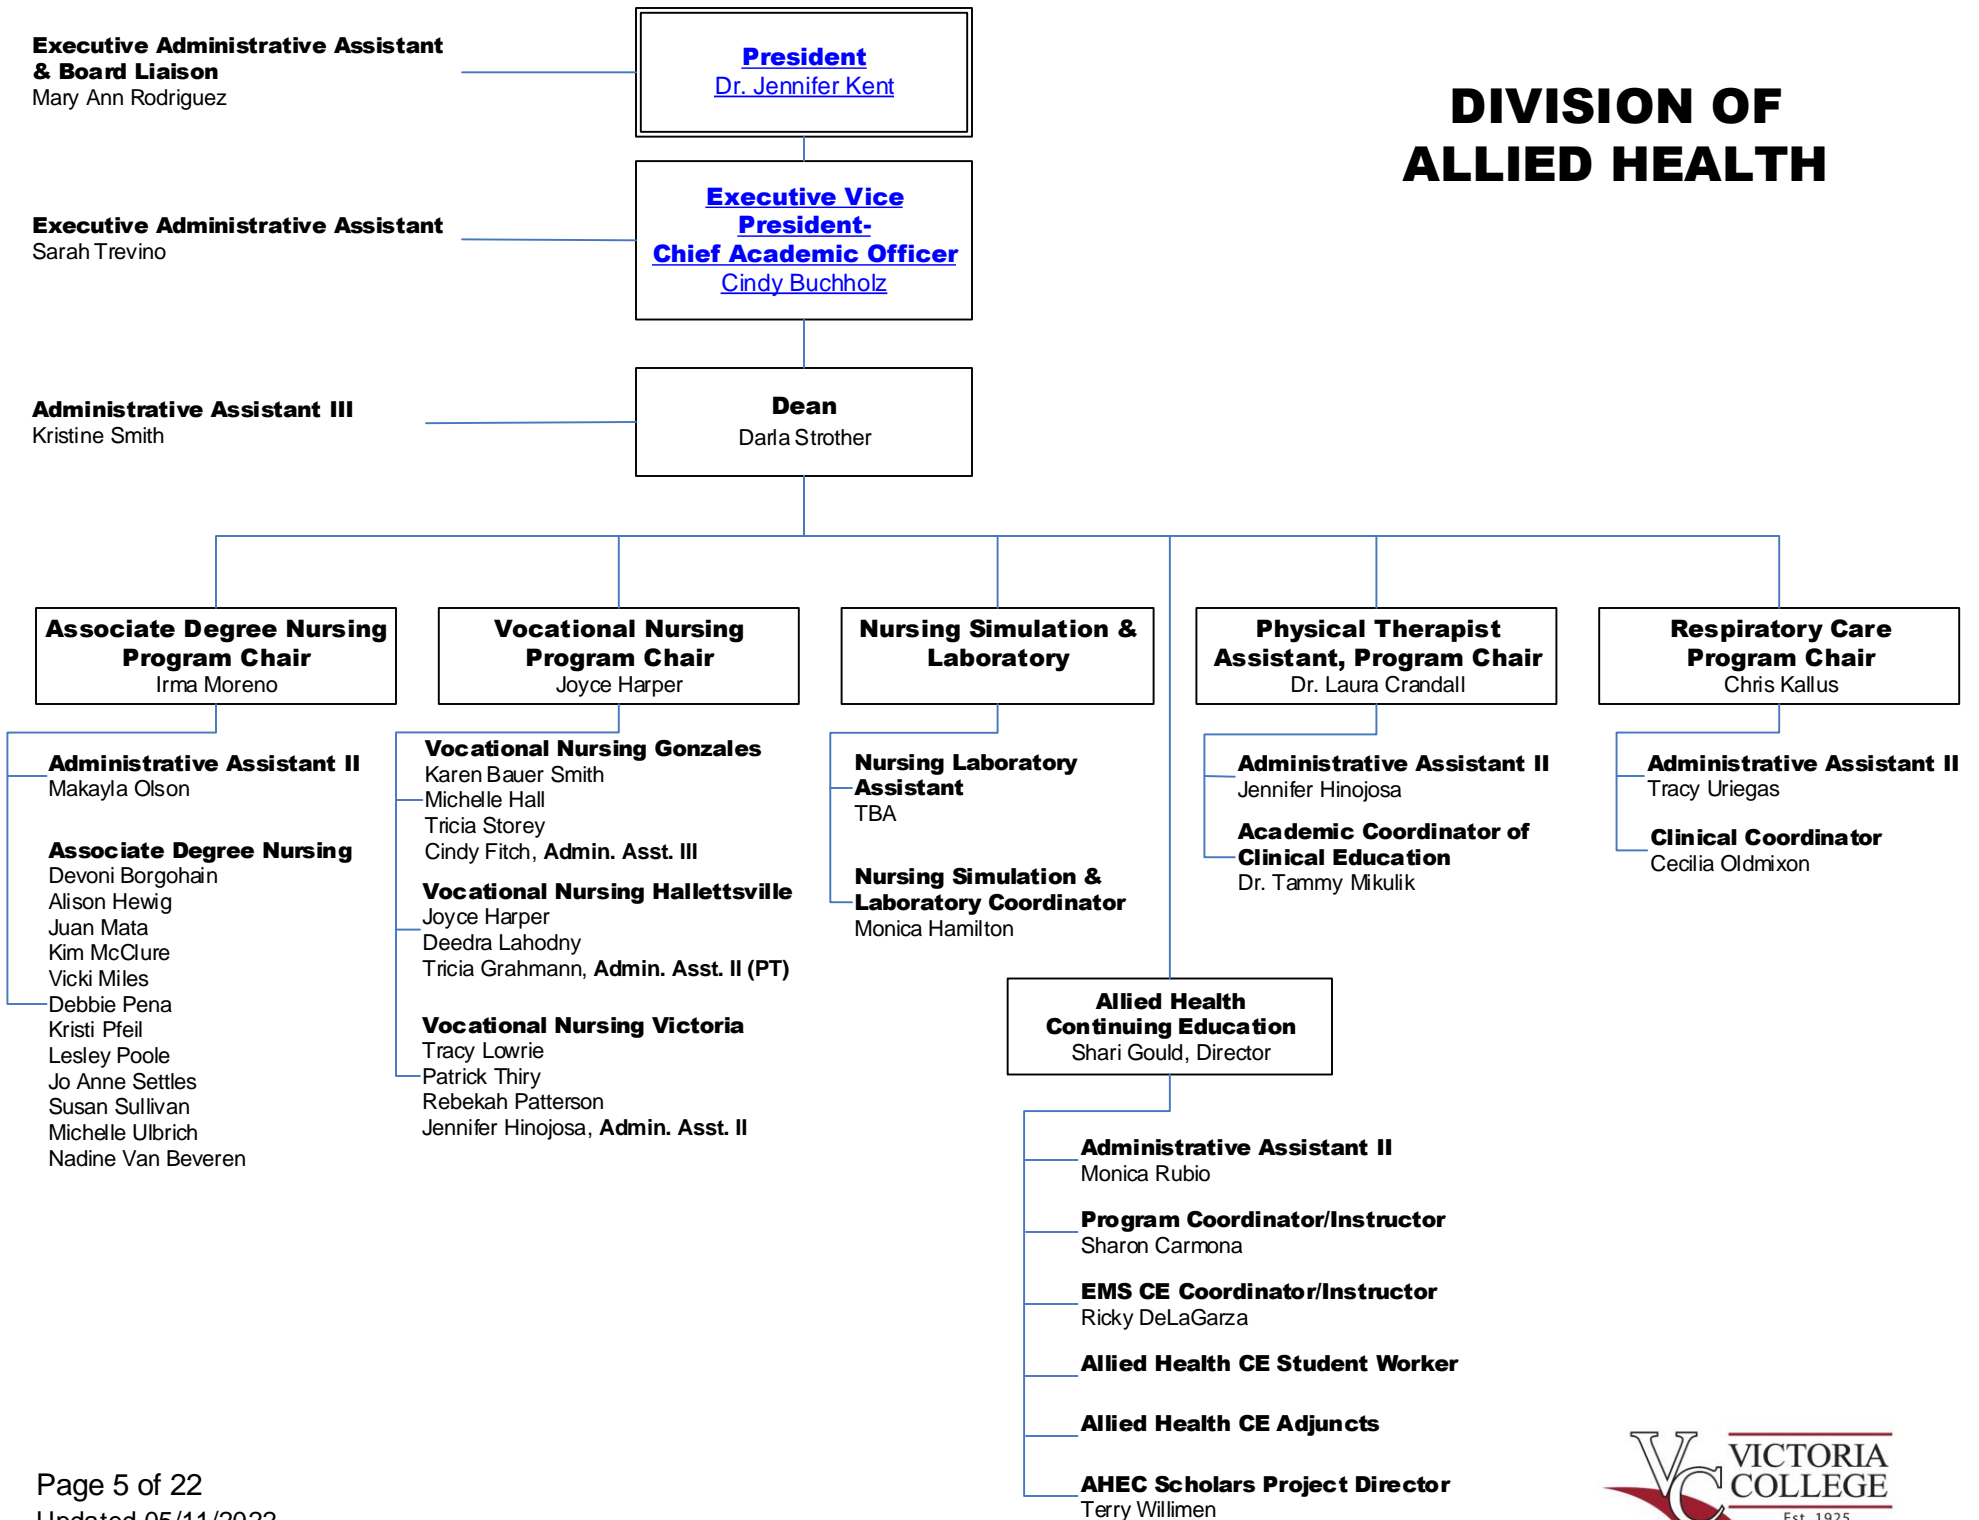 Executive Administrative Assistant
& Board Liaison
Mary Ann Rodriguez
President
Dr. Jennifer Kent
DIVISION OF
ALLIED HEALTH
Executive Administrative Assistant
Sarah Trevino
Executive Vice
President-
Chief Academic Officer
Cindy Buchholz
Administrative Assistant III
Kristine Smith
Dean
Darla Strother
Associate Degree Nursing
Program Chair
Irma Moreno
Administrative Assistant II
Makayla Olson
Associate Degree Nursing
Devoni Borgohain
Alison Hewig
Juan Mata
Kim McClure
Vicki Miles
Debbie Pena
Kristi Pfeil
Lesley Poole
Jo Anne Settles
Susan Sullivan
Michelle Ulbrich
Nadine Van Beveren
Vocational Nursing
Program Chair
Joyce Harper
Vocational Nursing Gonzales
Karen Bauer Smith
Michelle Hall
Tricia Storey
Cindy Fitch, Admin. Asst. III
Vocational Nursing Hallettsville
Joyce Harper
Deedra Lahodny
Tricia Grahmann, Admin. Asst. II (PT)
Vocational Nursing Victoria
Tracy Lowrie
Patrick Thiry
Rebekah Patterson
Jennifer Hinojosa, Admin. Asst. II
Nursing Simulation &
Laboratory
Nursing Laboratory
Assistant
TBA
Nursing Simulation &
Laboratory Coordinator
Monica Hamilton
Physical Therapist
Assistant, Program Chair
Dr. Laura Crandall
Administrative Assistant II
Jennifer Hinojosa
Academic Coordinator of
Clinical Education
Dr. Tammy Mikulik
Respiratory Care
Program Chair
Chris Kallus
Administrative Assistant II
Tracy Uriegas
Clinical Coordinator
Cecilia Oldmixon
Allied Health
Continuing Education
Shari Gould, Director
Administrative Assistant II
Monica Rubio
Program Coordinator/Instructor
Sharon Carmona
EMS CE Coordinator/Instructor
Ricky DeLaGarza
Allied Health CE Student Worker
Allied Health CE Adjuncts
AHEC Scholars Project Director
Terry Willimen
Page 5 of 22
Updated 05/11/2022
VC
VICTORIA
COLLEGE
Est. 1925